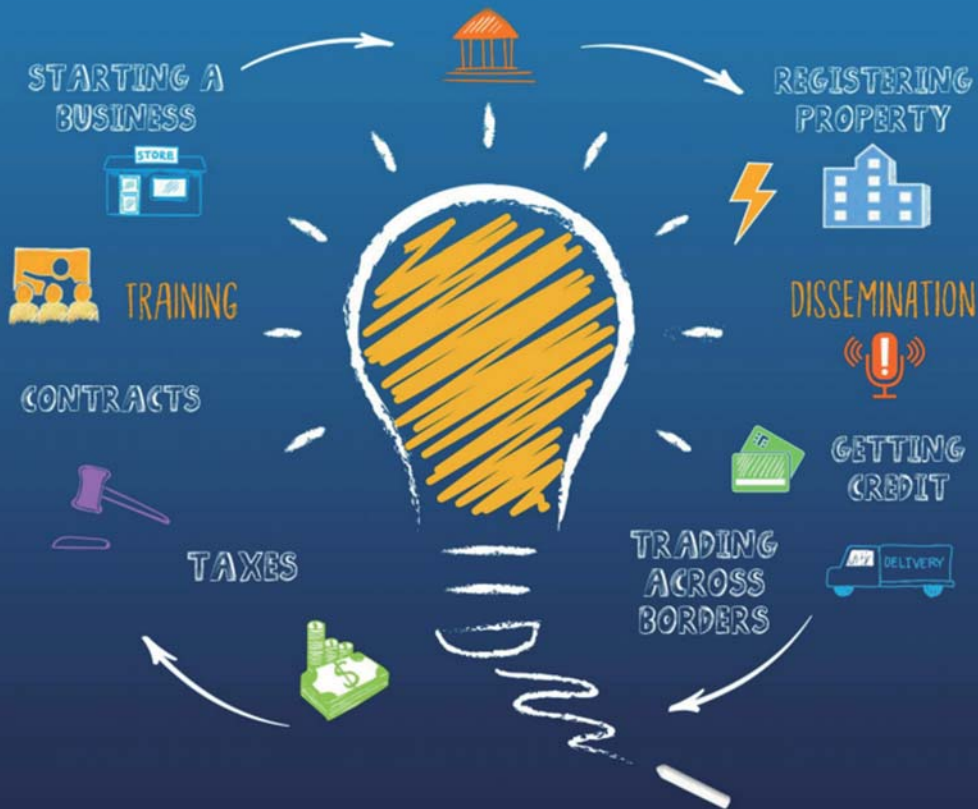 STARTING A
BUSINESS
STORE
REGISTERING
PROPERTY
TRAINING
DISSEMINATION
CONTRACTS
GETTING
CREDIT
TAXES
TRADING
ACROSS
BORDERS
DELIVERY
$